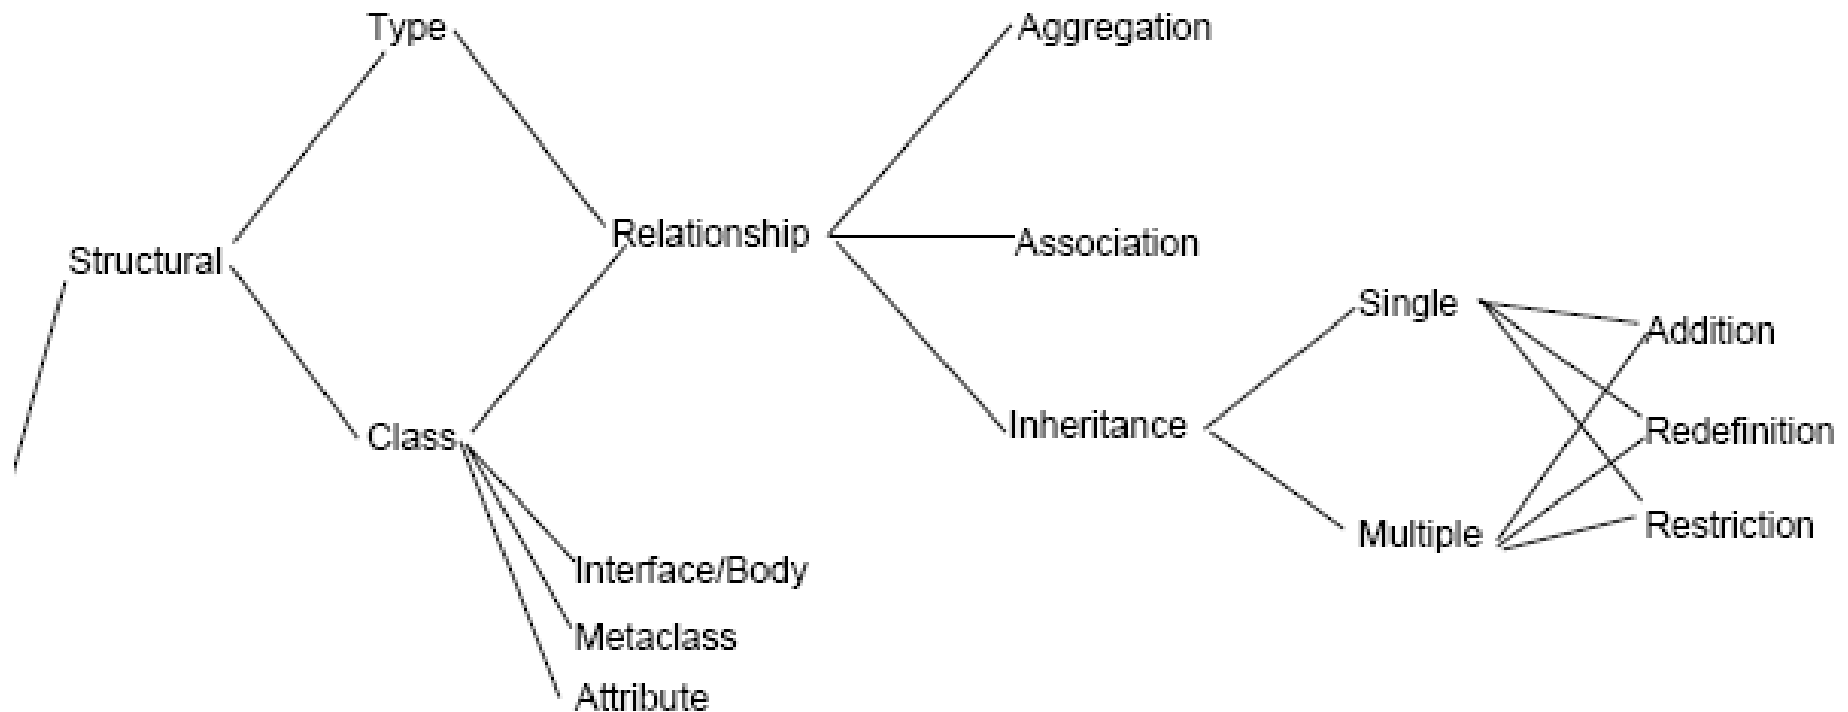 Type
Aggregation
Relationship
Association
Structural
Single
Addition
Class
Inheritance
Redefinition
Multiple
Restriction
Interface/Body
Metaclass
Attribute